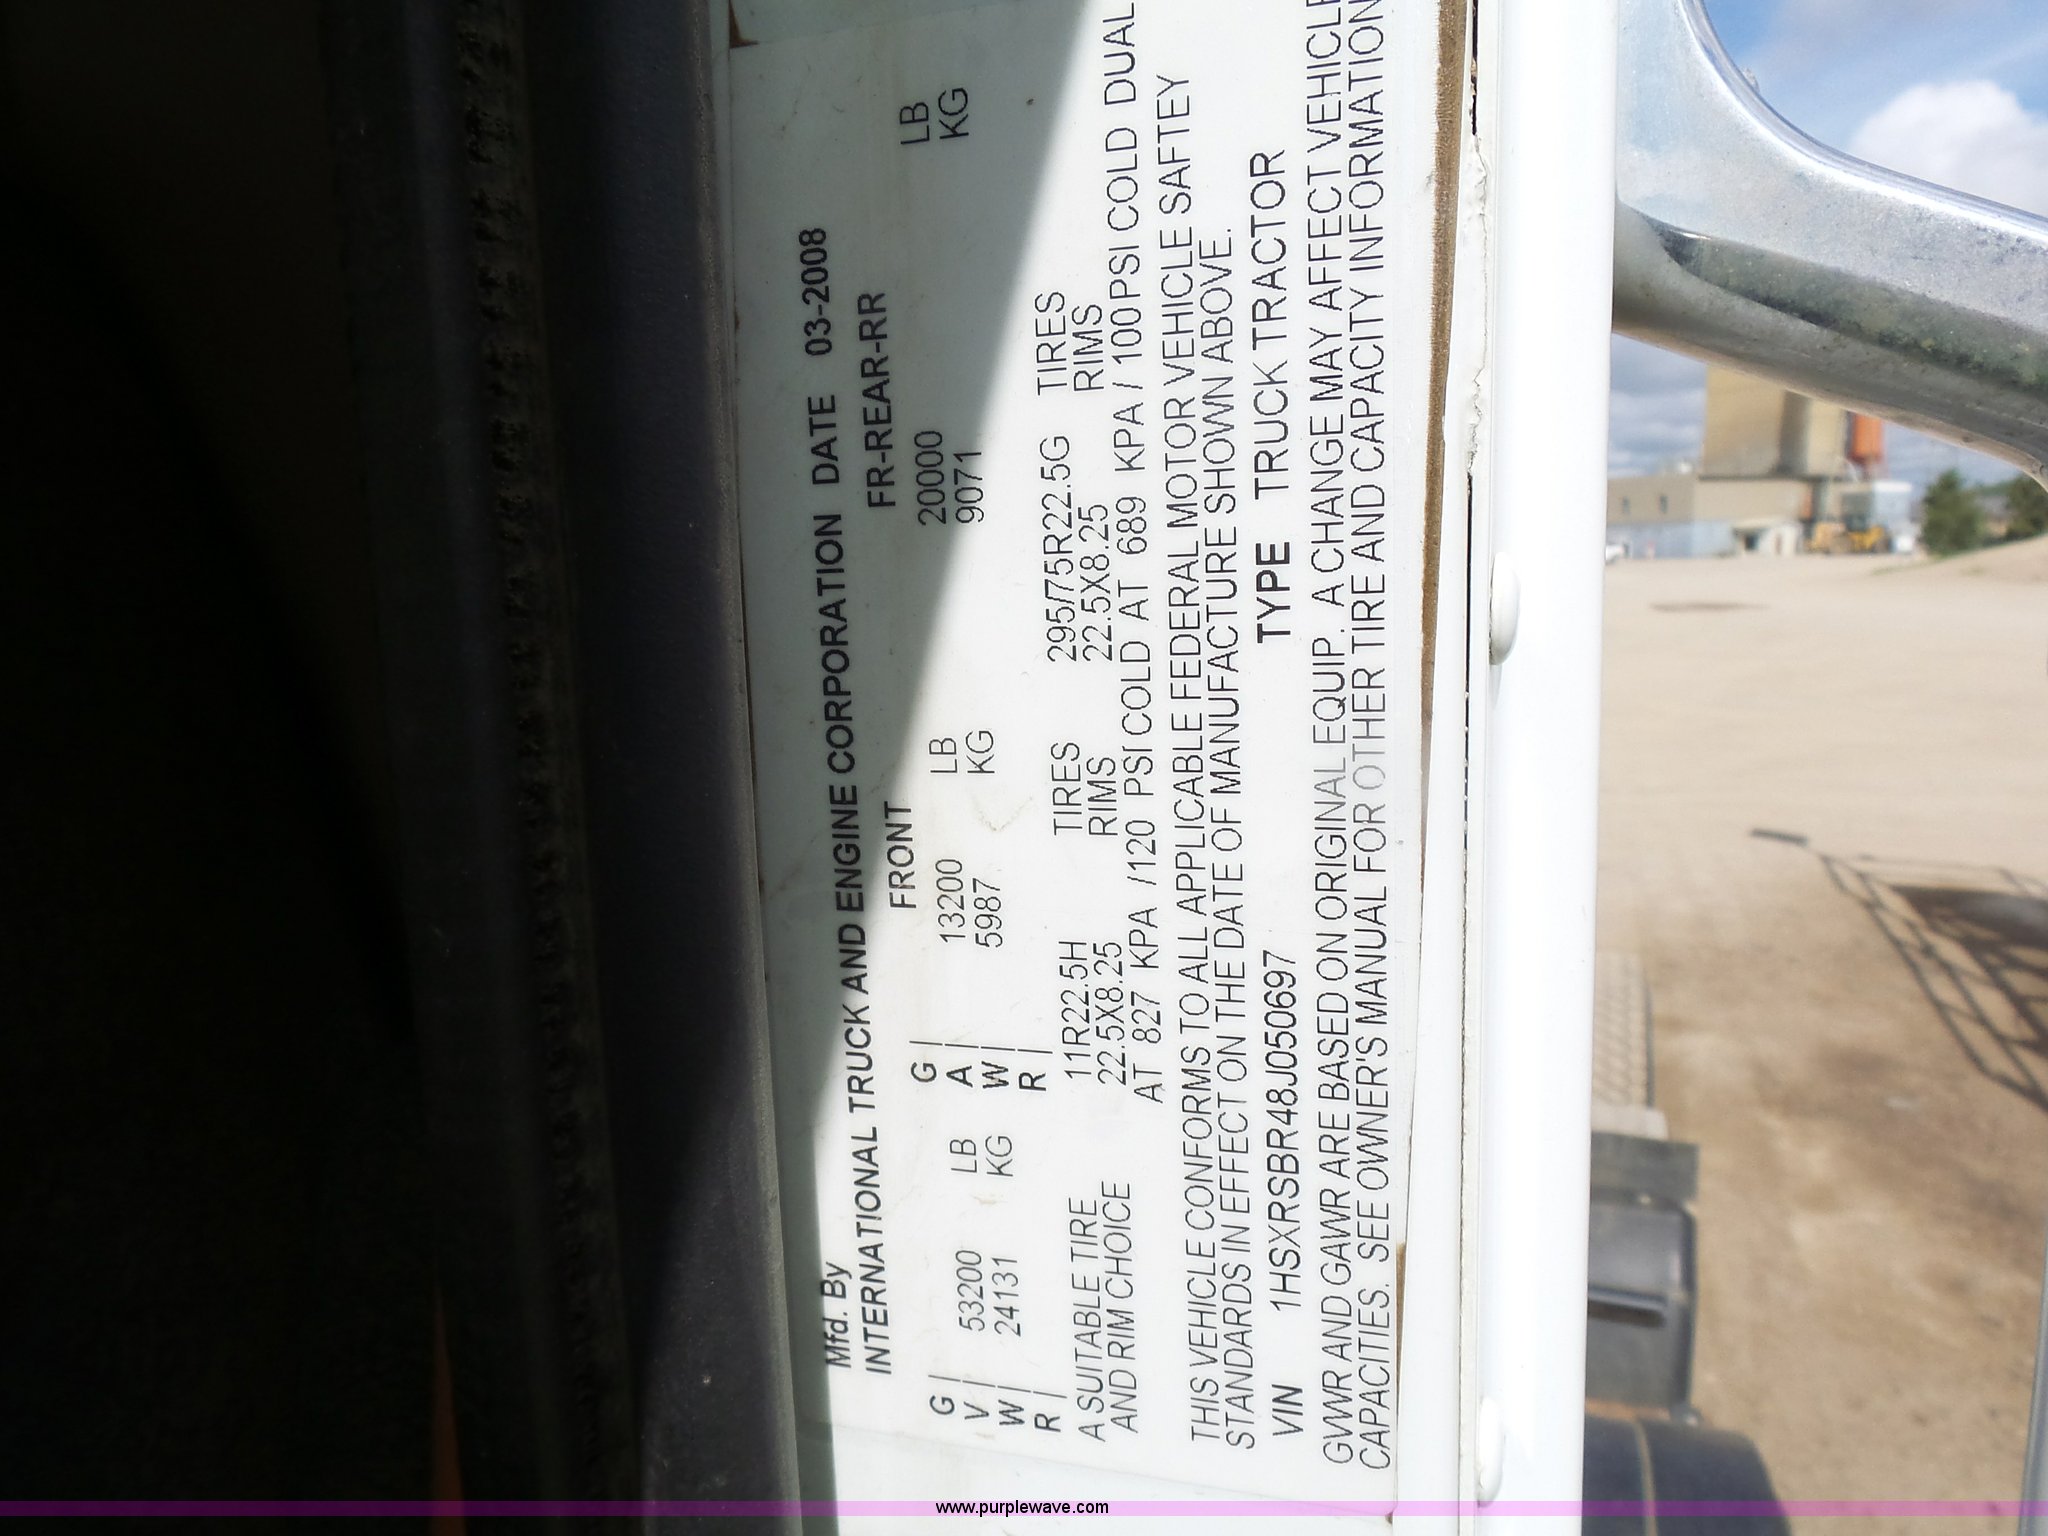 Mfd. By
INTERNATIONAL TRUCK AND ENGINE CORPORATION DATE 03-2008
FRONT FR-REAR-RR
G V W R 53200 LB 24131 KG G A W R 13200 LB 5987 KG 20000 LB 9071 KG
A SUITABLE TIRE 11R22.5H TIRES 295/75R22.5G TIRES
AND RIM CHOICE 22.5X8.25 RIMS 22.5X8.25 RIMS
AT 827 KPA /120 PSI COLD AT 689 KPA / 100PSI COLD DUAL
THIS VEHICLE CONFORMS TO ALL APPLICABLE FEDERAL MOTOR VEHICLE SAFTEY
STANDARDS IN EFFECT ON THE DATE OF MANUFACTURE SHOWN ABOVE.
VIN 1HSXRSBR48J050697 TYPE TRUCK TRACTOR
GVWR AND GAWR ARE BASED ON ORIGINAL EQUIP. A CHANGE MAY AFFECT VEHICLE
CAPACITIES. SEE OWNER'S MANUAL FOR OTHER TIRE AND CAPACITY INFORMATION
www.purplewave.com